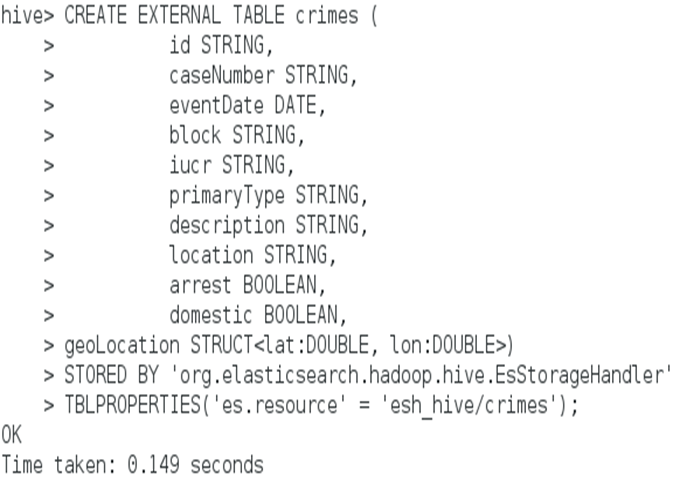 hive> CREATE EXTERNAL TABLE crimes (
    >           id STRING,
    >           caseNumber STRING,
    >           eventDate DATE,
    >           block STRING,
    >           iucr STRING,
    >           primaryType STRING,
    >           description STRING,
    >           location STRING,
    >           arrest BOOLEAN,
    >           domestic BOOLEAN,
    > geoLocation STRUCT<lat:DOUBLE, lon:DOUBLE>)
    > STORED BY 'org.elasticsearch.hadoop.hive.EsStorageHandler'
    > TBLPROPERTIES('es.resource' = 'esh_hive/crimes');
OK
Time taken: 0.149 seconds